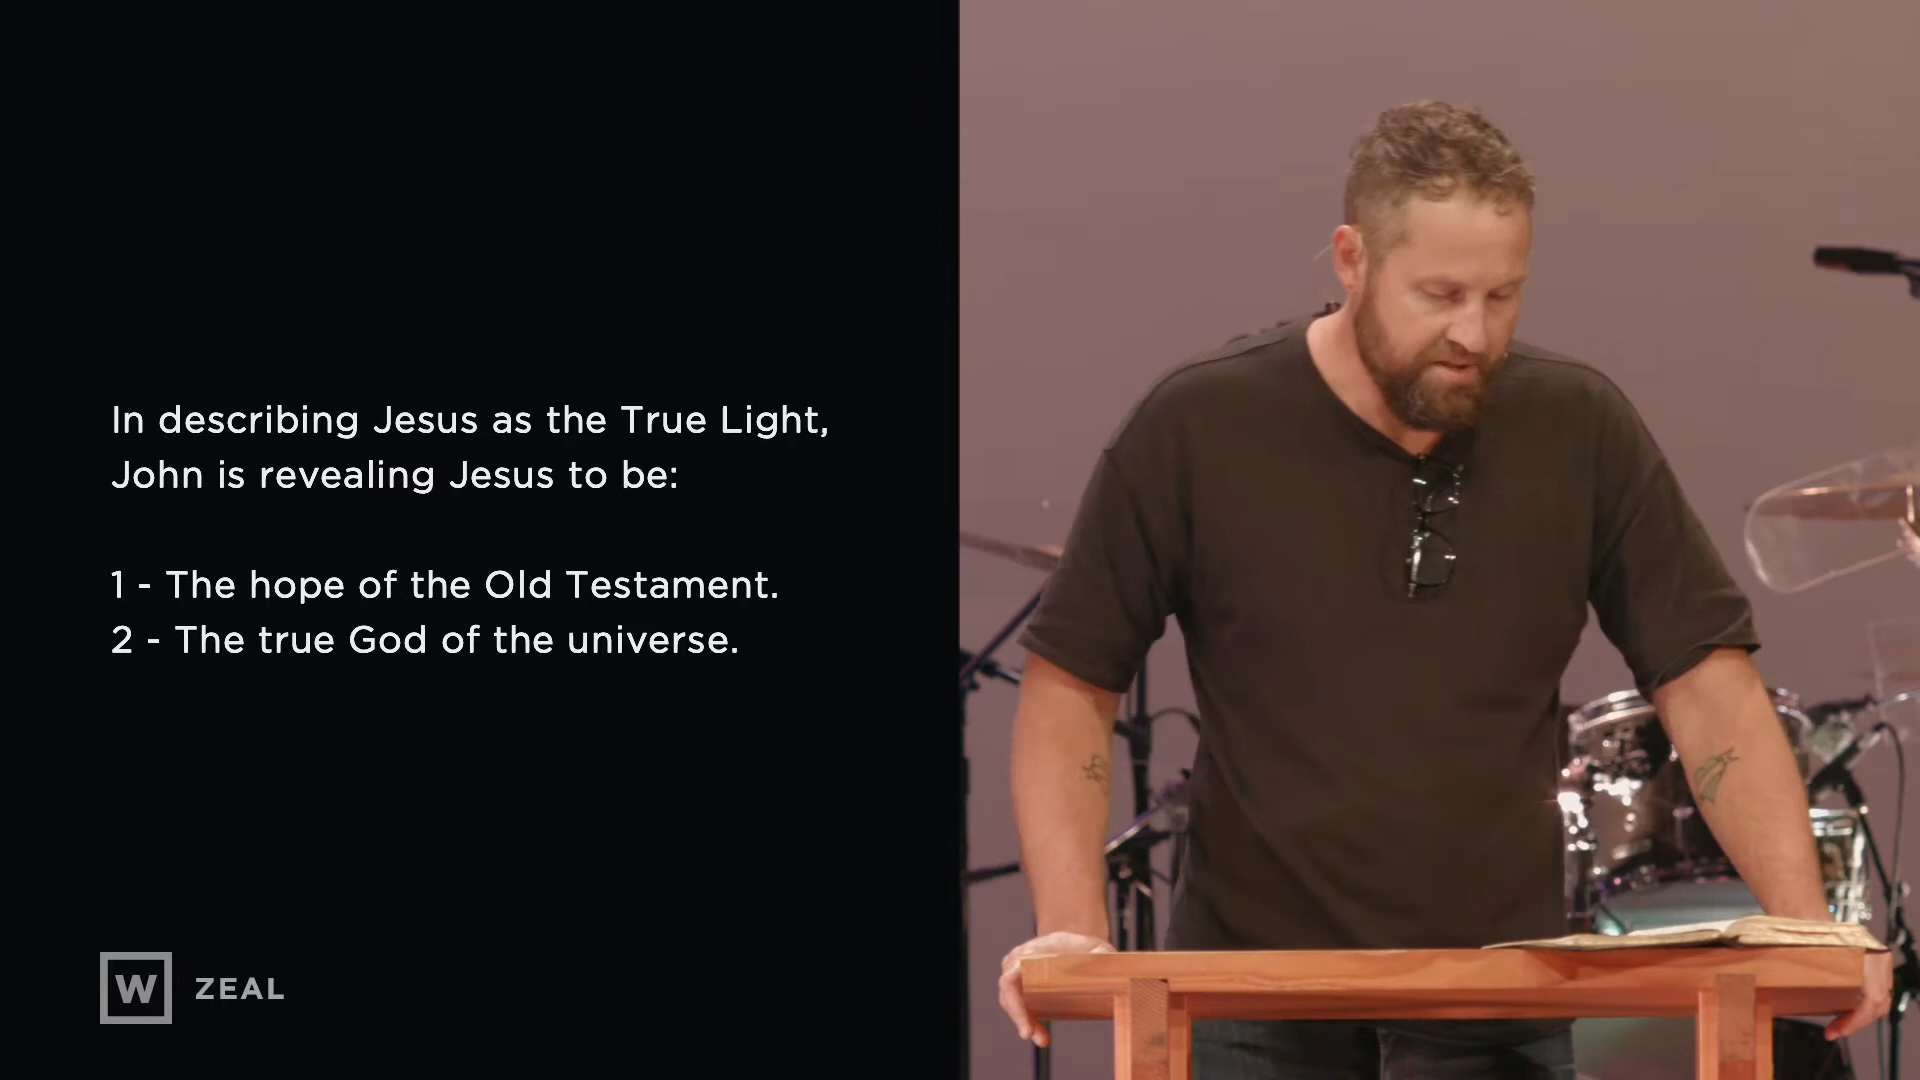 In describing Jesus as the True Light,
John is revealing Jesus to be:
1 - The hope of the Old Testament.
2 - The true God of the universe.
W ZEAL